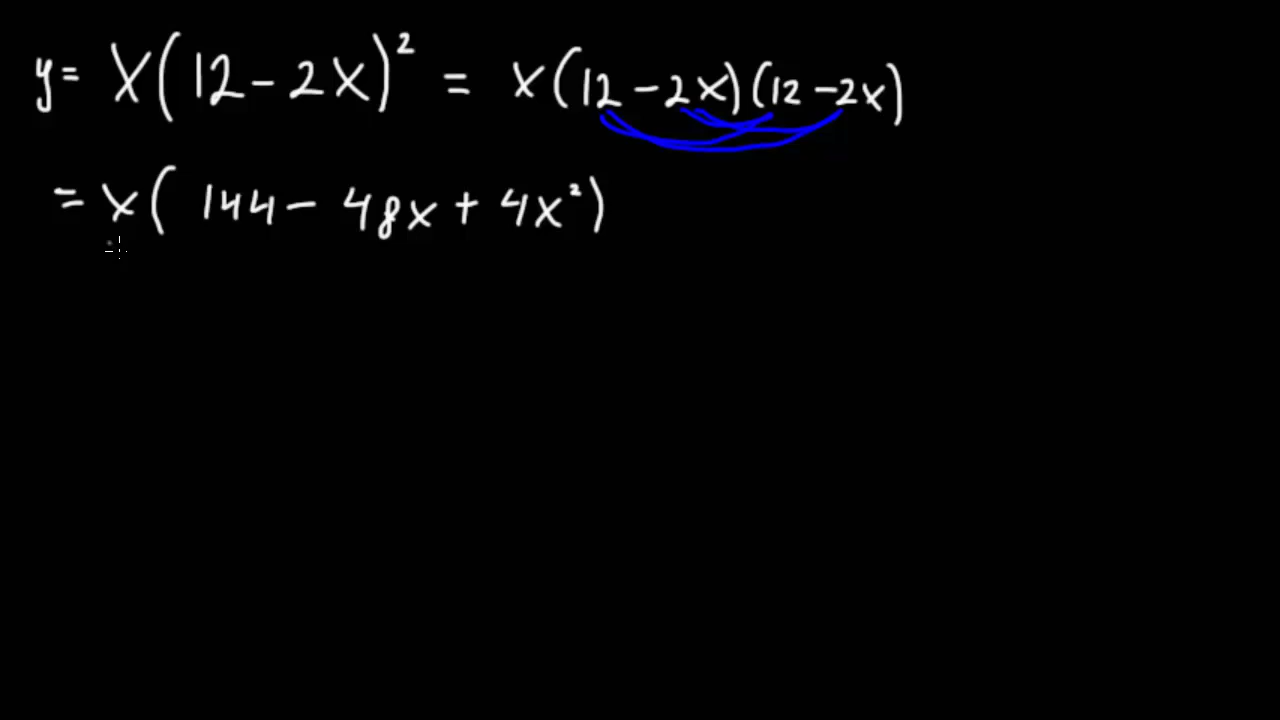 y = x(12 - 2x)² = x(12 - 2x)(12 - 2x)
= x(144 - 48x + 4x²)